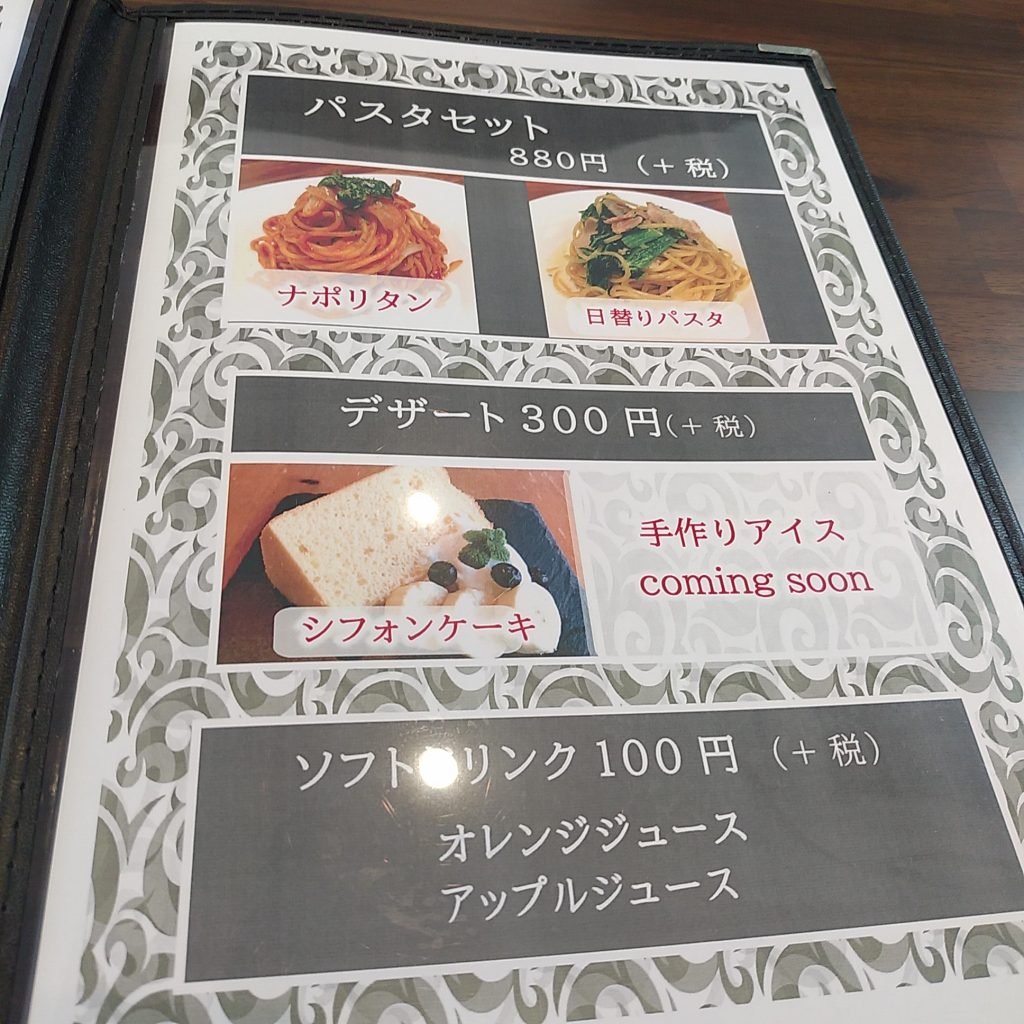 パスタセット
880円 (+税)
ナポリタン
日替りパスタ
デザート 300 円(+税)
手作りアイス
coming soon
シフォンケーキ
ソフト リンク 100 円 (+税)
オレンジジュース
アップルジュース